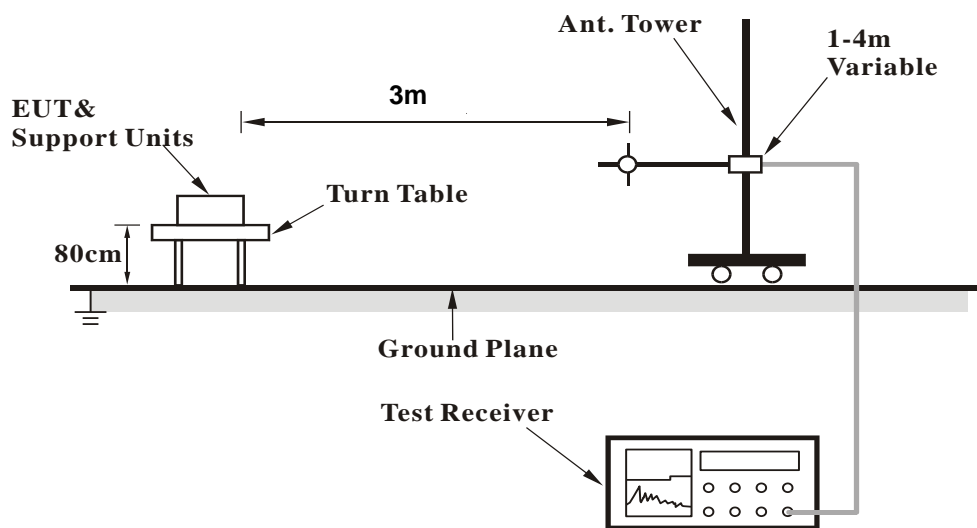 Ant. Tower
1-4m
Variable
3m
EUT&
Support Units
Turn Table
80cm
Ground Plane
Test Receiver